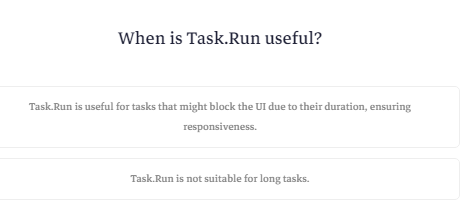 When is Task.Run useful?
Task.Run is useful for tasks that might block the UI due to their duration, ensuring
responsiveness.
Task.Run is not suitable for long tasks.